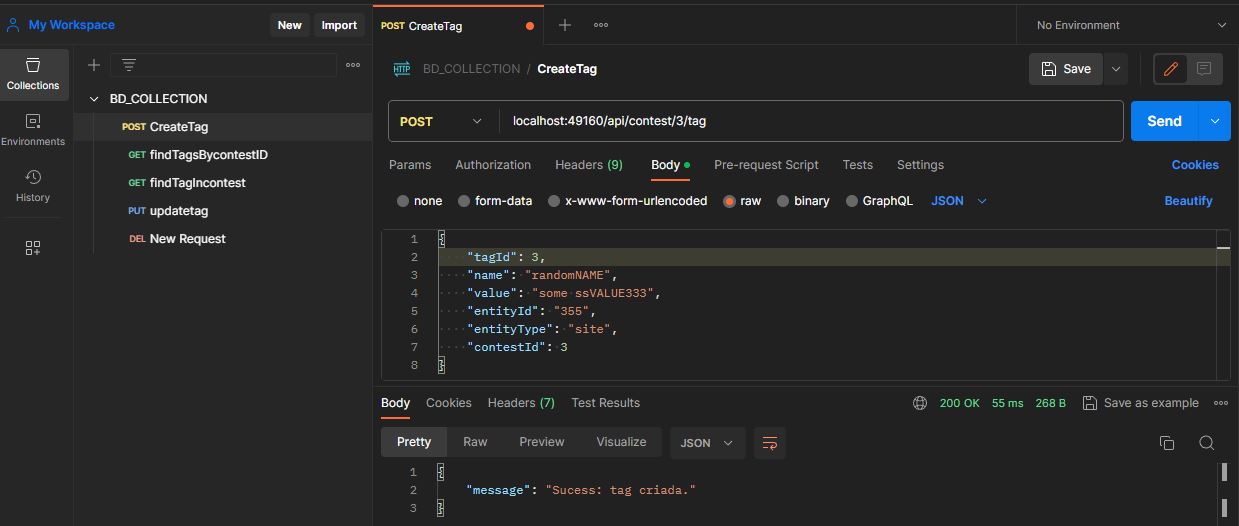 My Workspace
New
Import
POST CreateTag
No Environment
Collections
Environments
History
BD_COLLECTION
POST CreateTag
GET findTagsBycontestID
GET findTagIncontest
PUT updatetag
DEL New Request
HTTP BD_COLLECTION / CreateTag
Save
POST
localhost:49160/api/contest/3/tag
Send
Params Authorization Headers (9) Body Pre-request Script Tests Settings
Cookies
none form-data x-www-form-urlencoded raw binary GraphQL JSON
Beautify
1 {
2 "tagId": 3,
3 "name": "randomNAME",
4 "value": "some ssVALUE333",
5 "entityId": "355",
6 "entityType": "site",
7 "contestId": 3
8 }
Body Cookies Headers (7) Test Results
200 OK 55 ms 268 B Save as example
Pretty Raw Preview Visualize JSON
1 {
2 "message": "Sucess: tag criada."
3 }